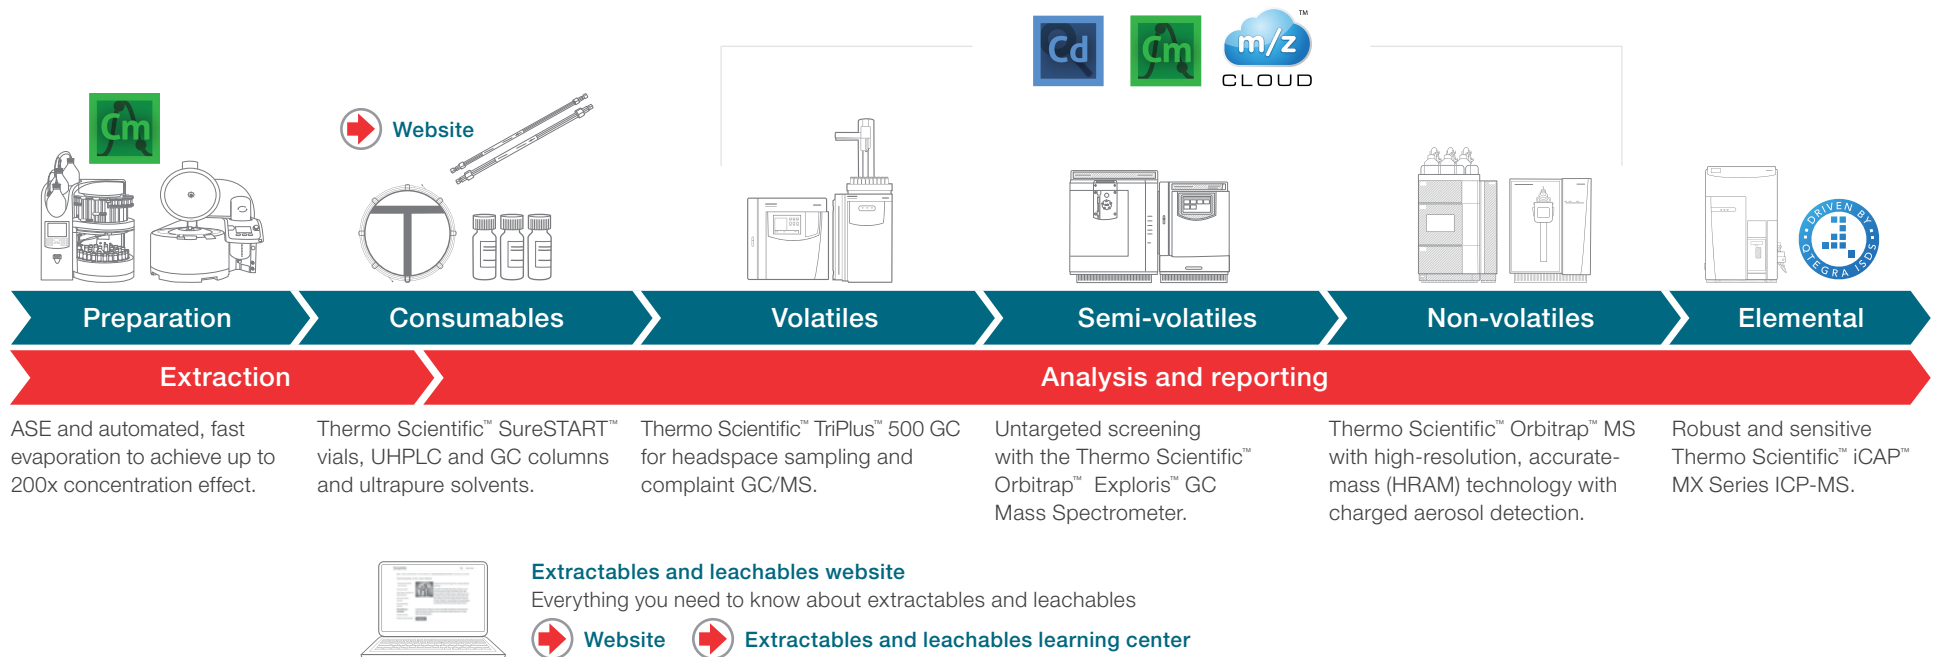 Cd
Cm
m/z™
CLOUD
Cm
Website
DRIVEN BY
QTEGRA ISDS
Preparation
Consumables
Volatiles
Semi-volatiles
Non-volatiles
Elemental
Extraction
Analysis and reporting
ASE and automated, fast
evaporation to achieve up to
200x concentration effect.
Thermo Scientific™ SureSTART™
vials, UHPLC and GC columns
and ultrapure solvents.
Thermo Scientific™ TriPlus™ 500 GC
for headspace sampling and
complaint GC/MS.
Untargeted screening
with the Thermo Scientific™
Orbitrap™ Exploris™ GC
Mass Spectrometer.
Thermo Scientific™ Orbitrap™ MS
with high-resolution, accurate-
mass (HRAM) technology with
charged aerosol detection.
Robust and sensitive
Thermo Scientific™ iCAP™
MX Series ICP-MS.
Extractables and leachables website
Everything you need to know about extractables and leachables
Website
Extractables and leachables learning center